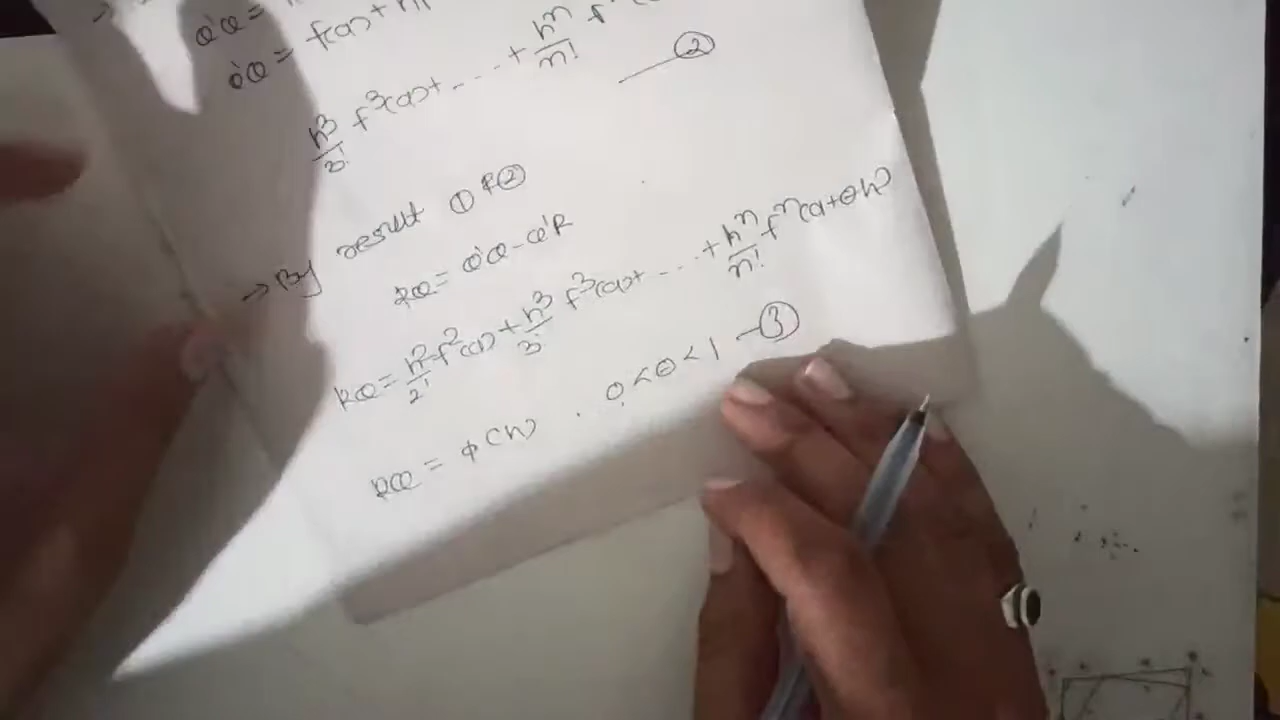 Q'Q =
Q'Q = f(a) + h
h³/3! f³(a) + ... + hⁿ/n! f
②
→ By result ① & ②
RQ = Q'Q - Q'R
RQ = h²/2! f²(a) + h³/3! f³(a) + ... + hⁿ/n! fⁿ(a+θh)
RQ = φ(h) . 0 < θ < 1 - ③